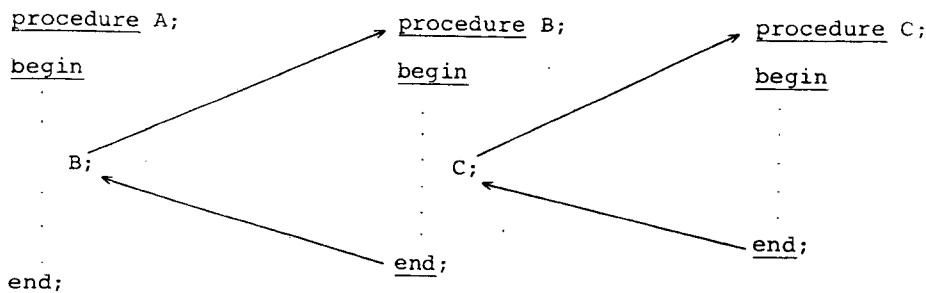 procedure A;
begin
B;
end;
procedure B;
begin
C;
end;
procedure C;
begin
end;